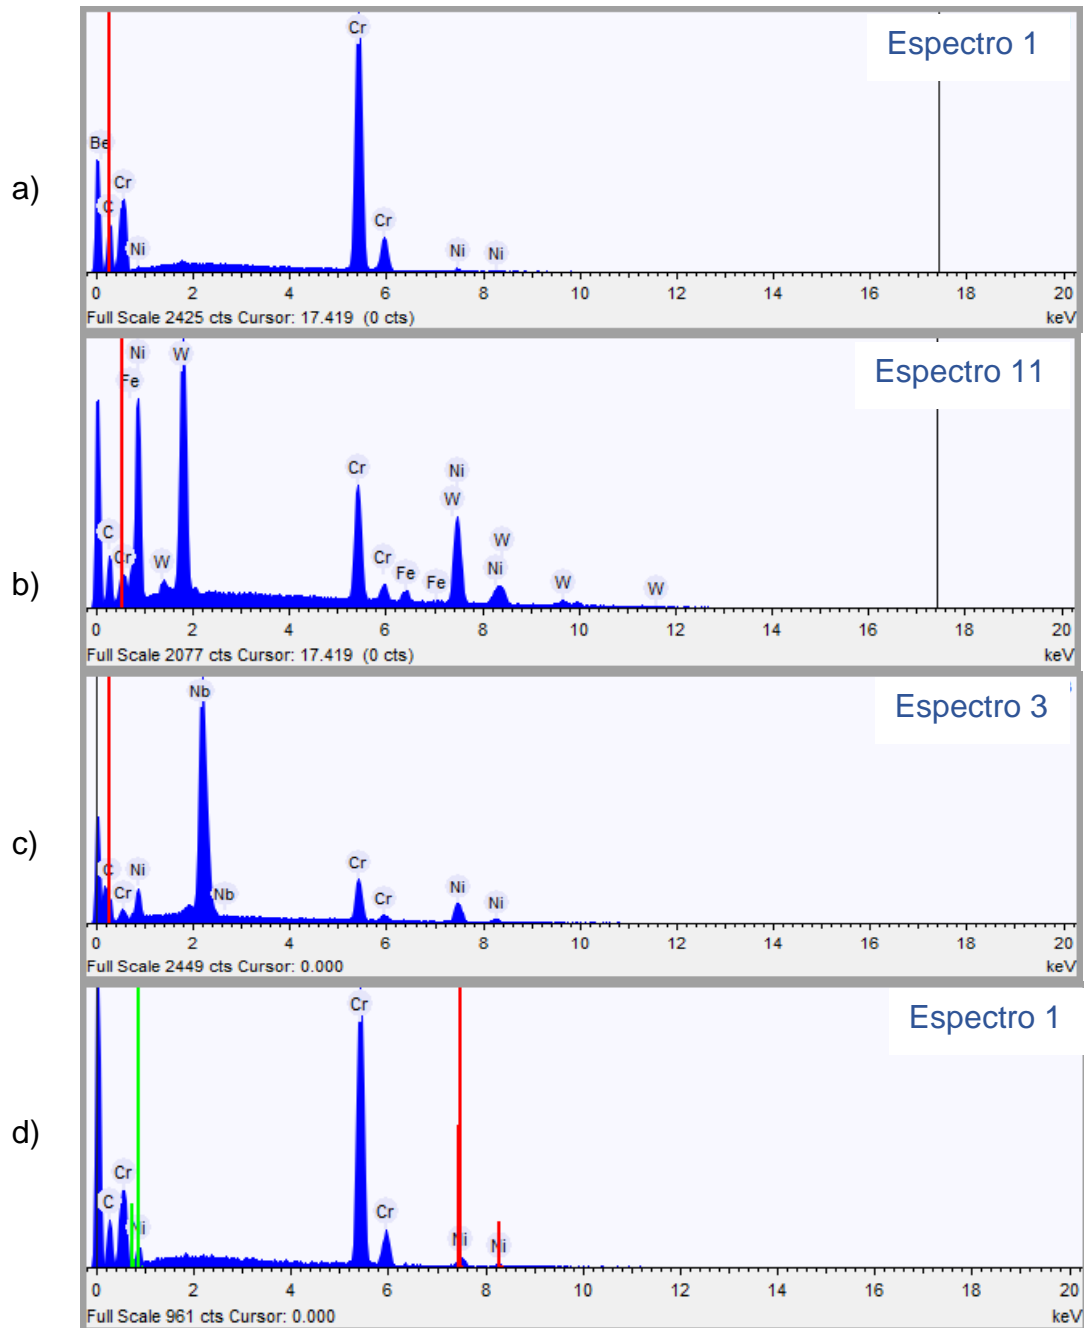 Cr
Espectro 1
Be
a)
Cr
C
Ni
Cr
Ni
Ni
0 2 4 6 8 10 12 14 16 18 20
Full Scale 2425 cts Cursor: 17.419 (0 cts) keV
Ni
W
Espectro 11
Fe
Cr
Ni
W
C
Cr
W
Cr
Fe
Fe
W
Ni
W
W
b)
0 2 4 6 8 10 12 14 16 18 20
Full Scale 2077 cts Cursor: 17.419 (0 cts) keV
Nb
Espectro 3
c)
C
Ni
Cr
Nb
Cr
Cr
Ni
Ni
0 2 4 6 8 10 12 14 16 18 20
Full Scale 2449 cts Cursor: 0.000 keV
Cr
Espectro 1
d)
Cr
C
Ni
Cr
Ni
Ni
0 2 4 6 8 10 12 14 16 18 20
Full Scale 961 cts Cursor: 0.000 keV